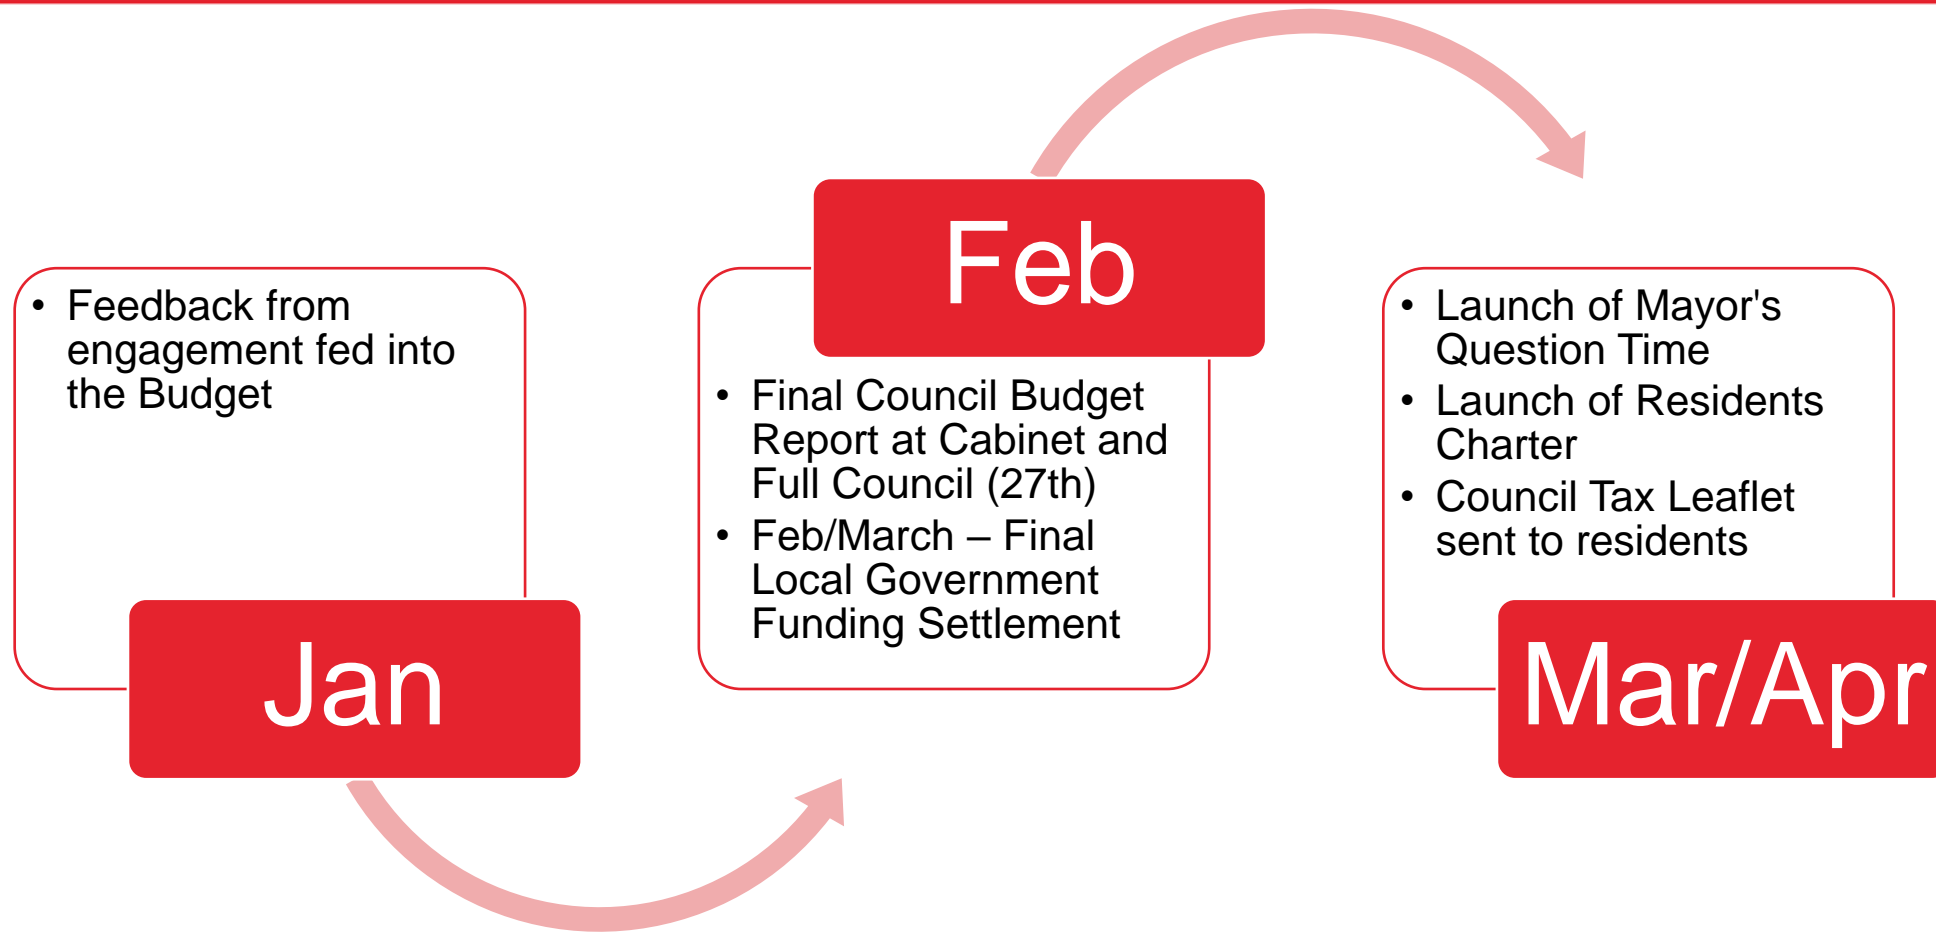 • Feedback from
engagement fed into
the Budget
Jan
Feb
• Final Council Budget
Report at Cabinet and
Full Council (27th)
• Feb/March – Final
Local Government
Funding Settlement
• Launch of Mayor's
Question Time
• Launch of Residents
Charter
• Council Tax Leaflet
sent to residents
Mar/Apr